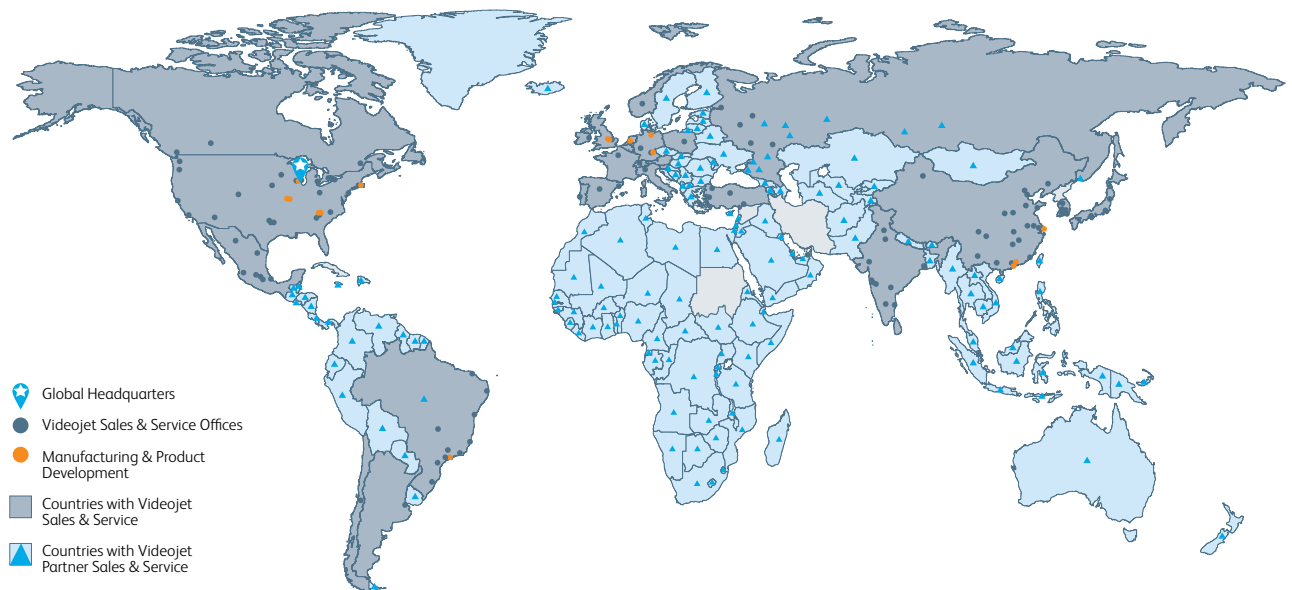 Global Headquarters
Videojet Sales & Service Offices
Manufacturing & Product
Development
Countries with Videojet
Sales & Service
Countries with Videojet
Partner Sales & Service